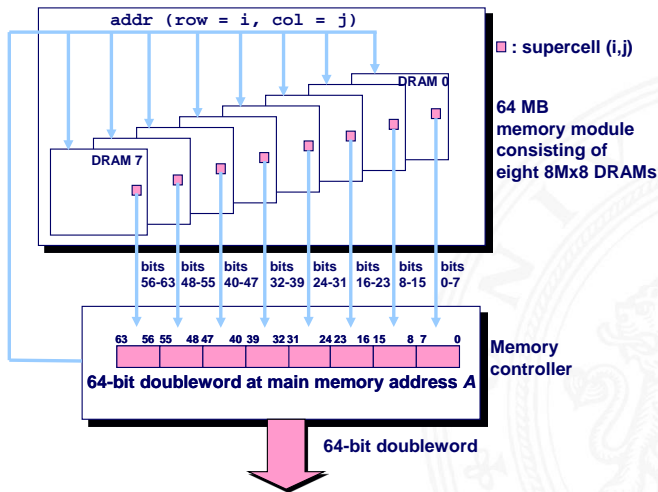 addr (row = i, col = j)
: supercell (i,j)
DRAM 0
64 MB
memory module
consisting of
eight 8Mx8 DRAMs
DRAM 7
bits
56-63
bits
48-55
bits
40-47
bits
32-39
bits
24-31
bits
16-23
bits
8-15
bits
0-7
63 56 55 48 47 40 39 32 31 24 23 16 15 8 7 0
64-bit doubleword at main memory address A
Memory
controller
64-bit doubleword